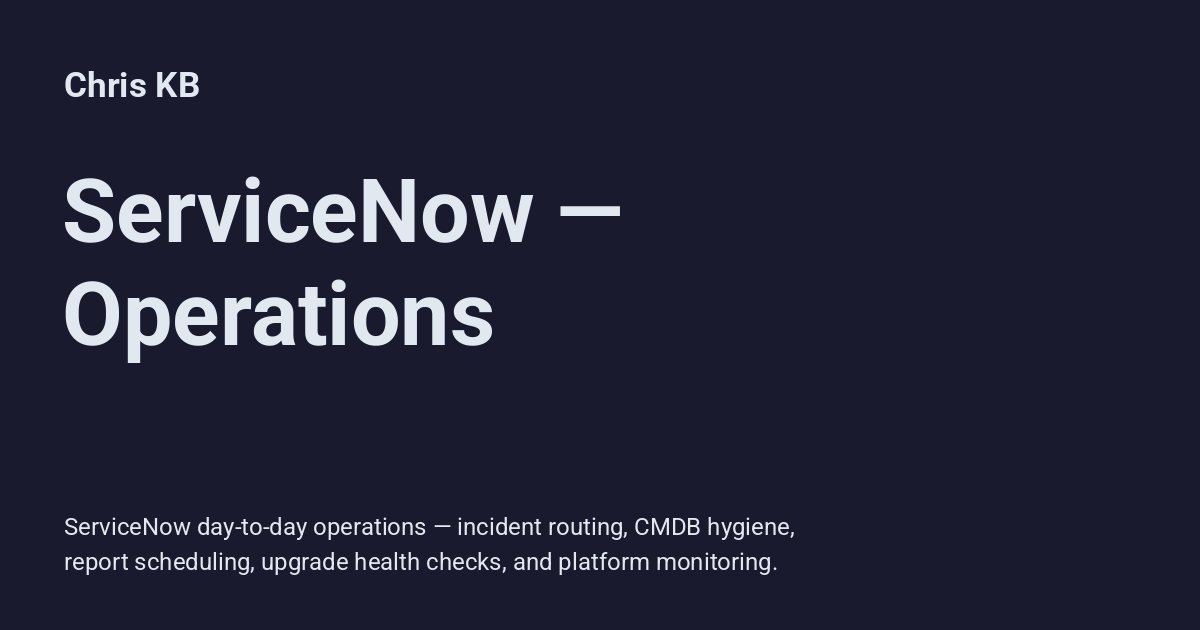 Chris KB
ServiceNow —
Operations
ServiceNow day-to-day operations — incident routing, CMDB hygiene,
report scheduling, upgrade health checks, and platform monitoring.